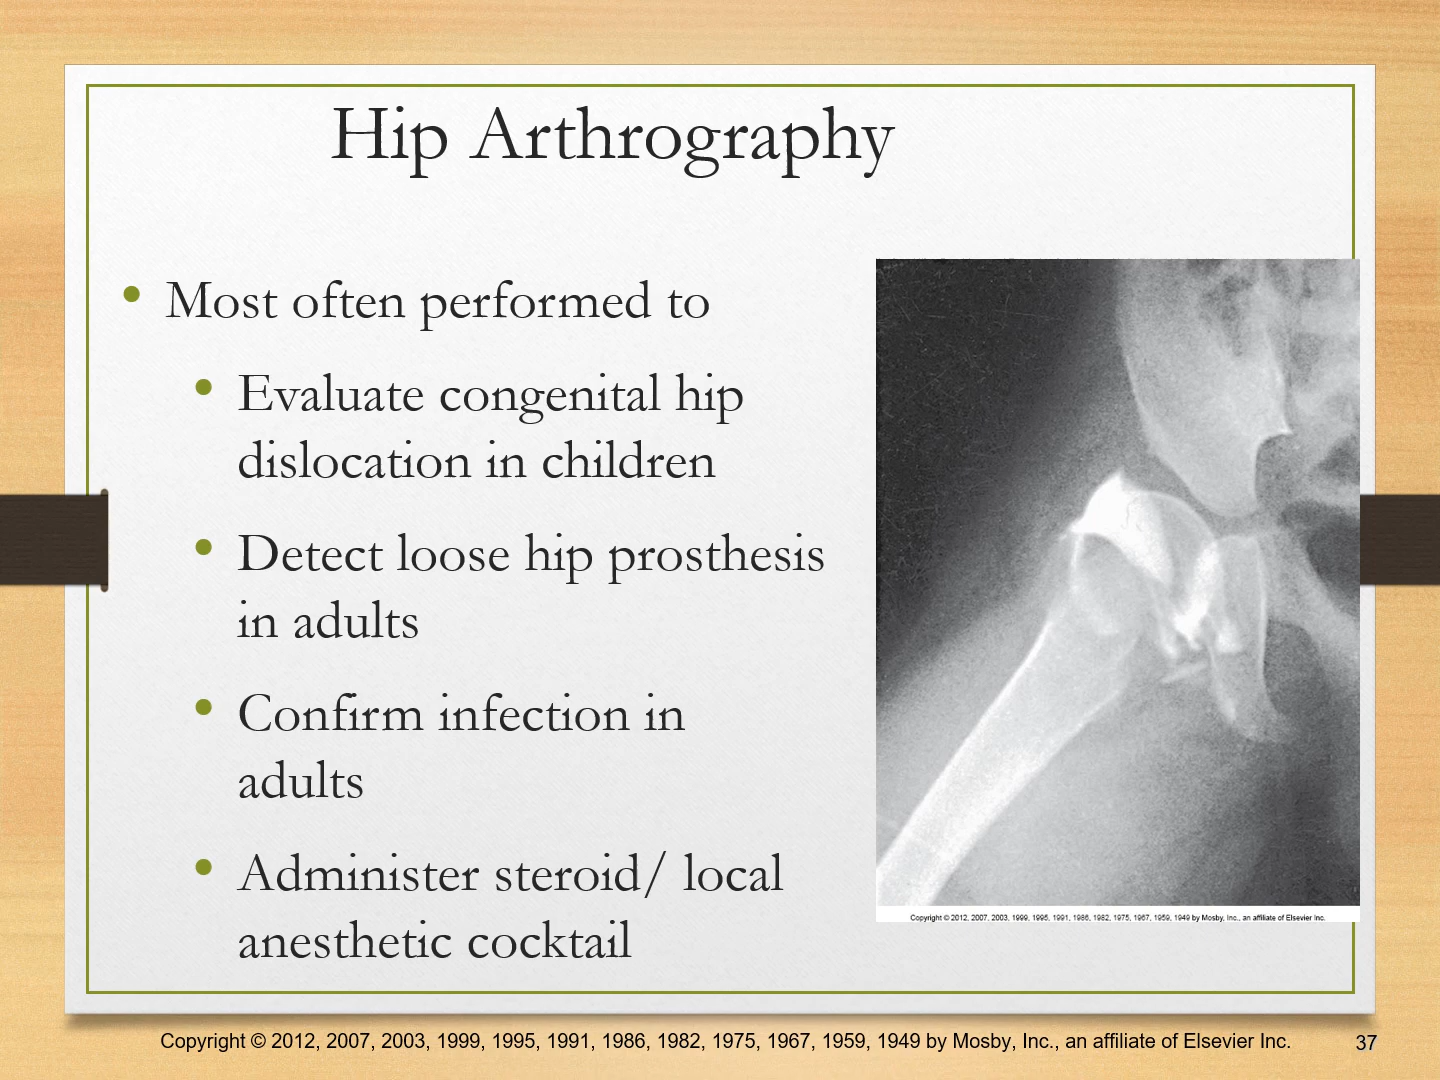 Hip Arthrography
• Most often performed to
• Evaluate congenital hip
dislocation in children
• Detect loose hip prosthesis
in adults
• Confirm infection in
adults
• Administer steroid/ local
anesthetic cocktail
Copyright © 2012, 2007, 2003, 1999, 1995, 1991, 1986, 1982, 1975, 1967, 1959, 1949 by Mosby, Inc., an affiliate of Elsevier Inc.
Copyright © 2012, 2007, 2003, 1999, 1995, 1991, 1986, 1982, 1975, 1967, 1959, 1949 by Mosby, Inc., an affiliate of Elsevier Inc.
37